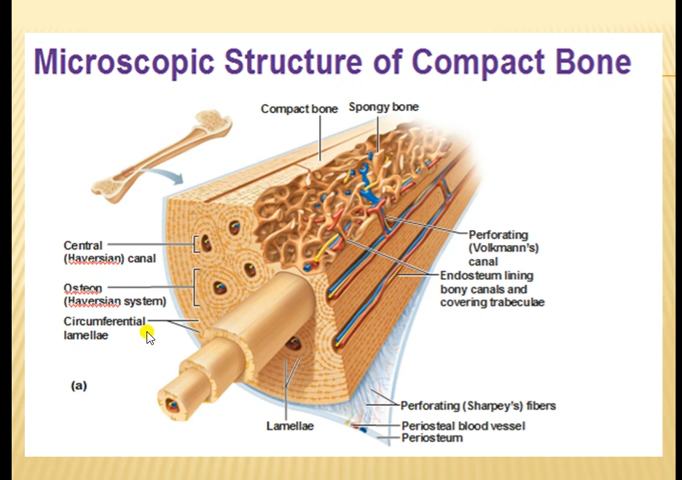 Microscopic Structure of Compact Bone
Compact bone
Spongy bone
Central
(Haversian) canal
Osteon
(Haversian system)
Circumferential
lamellae
(a)
Lamellae
Perforating
(Volkmann's)
canal
Endosteum lining
bony canals and
covering trabeculae
Perforating (Sharpey's) fibers
Periosteal blood vessel
Periosteum